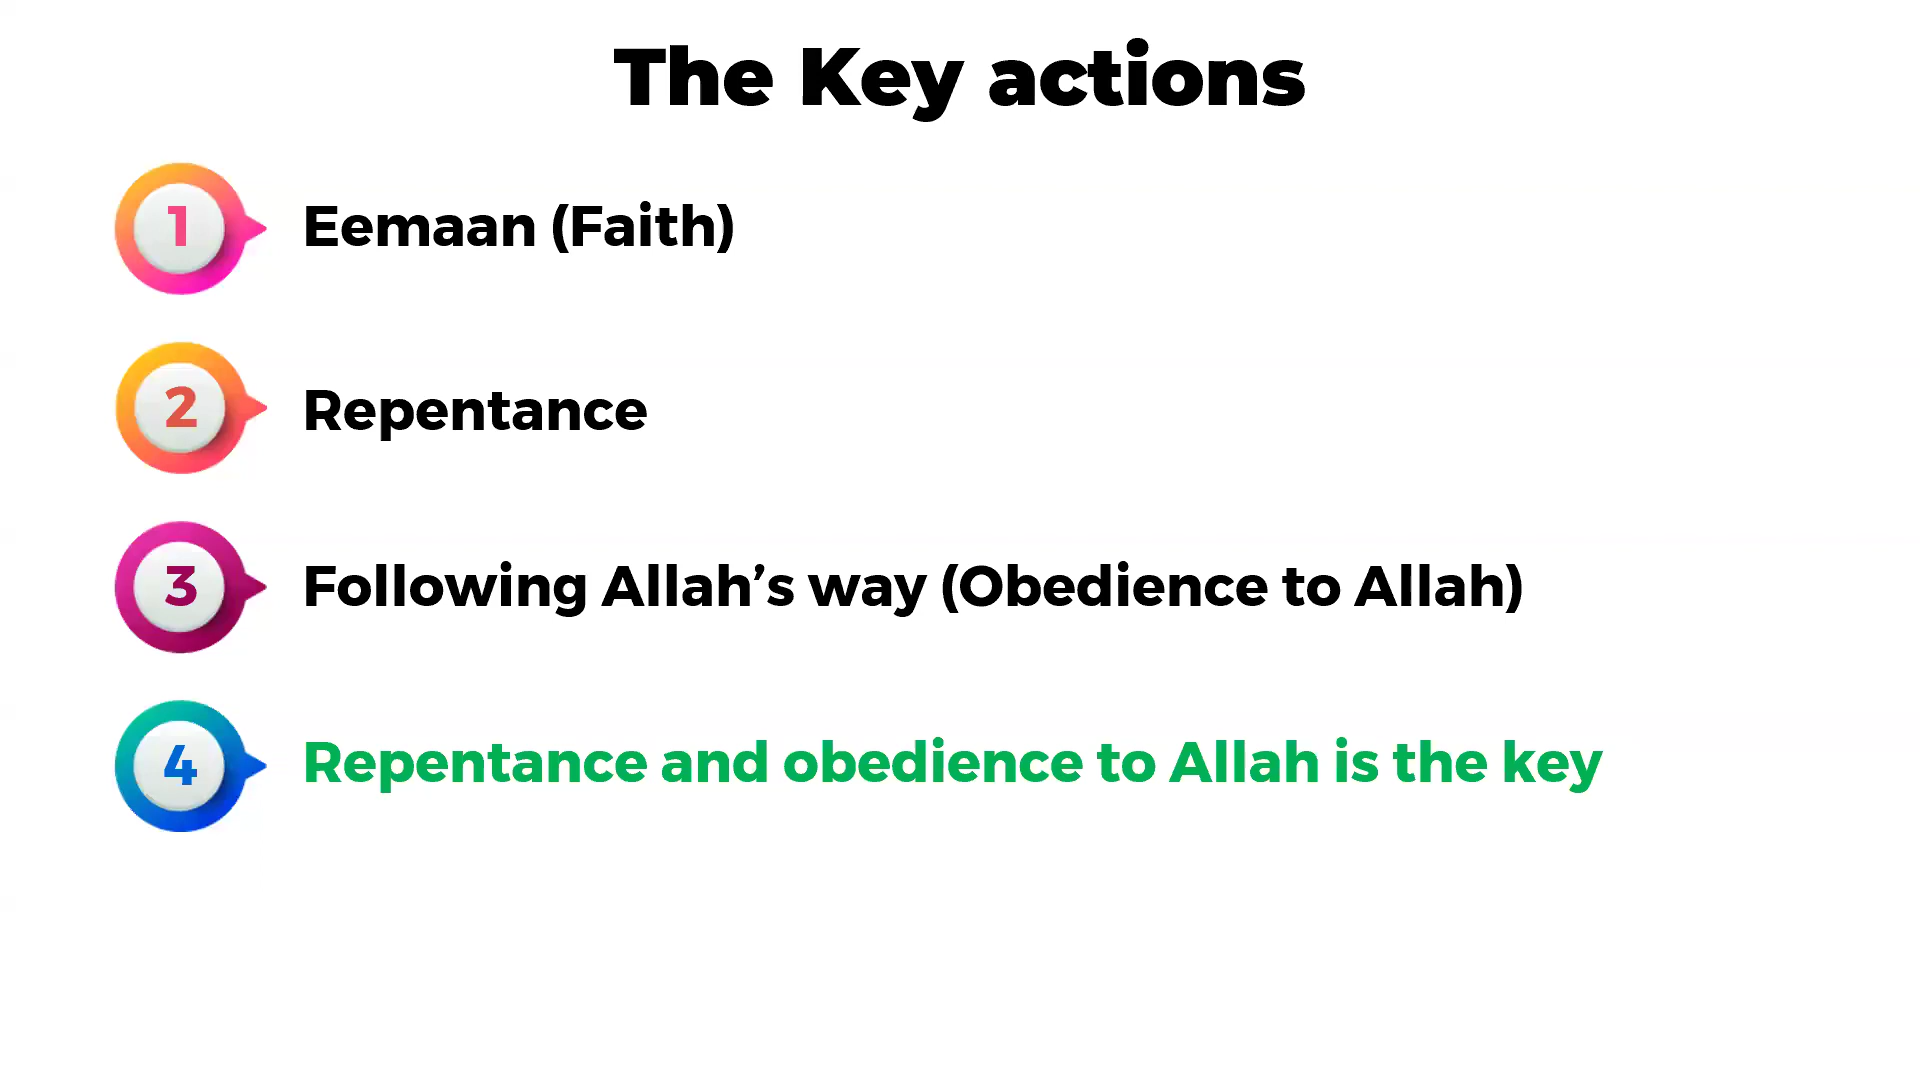 The Key actions
1 Eemaan (Faith)
2 Repentance
3 Following Allah’s way (Obedience to Allah)
4 Repentance and obedience to Allah is the key